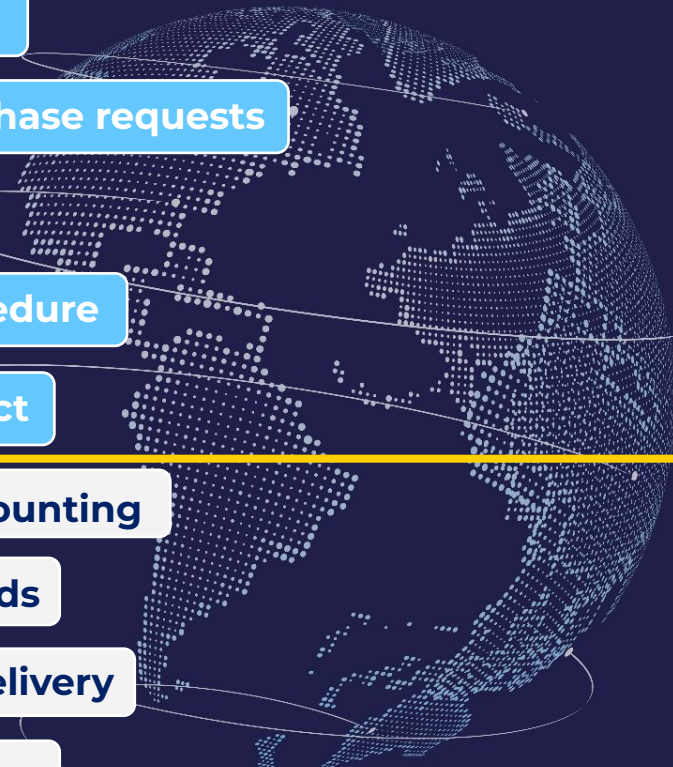 hase requests
edure
ct
ounting
ds
elivery